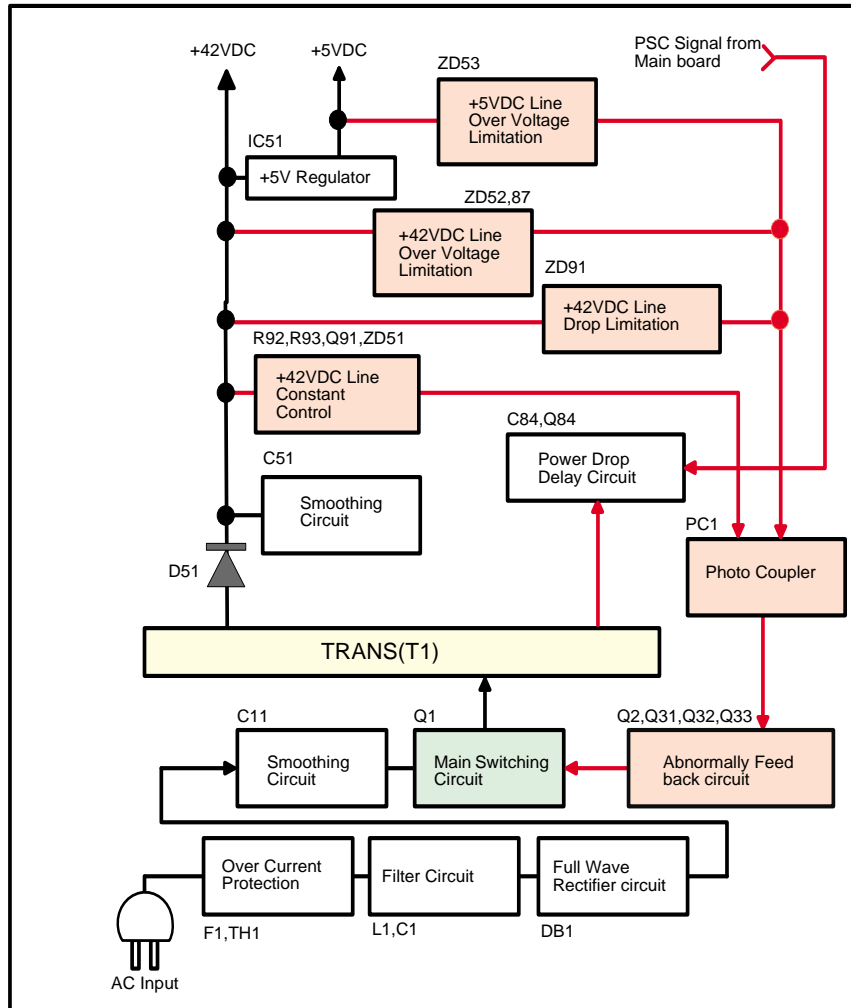 +42VDC
+5VDC
PSC Signal from
Main board
ZD53
+5VDC Line
Over Voltage
Limitation
IC51
+5V Regulator
ZD52,87
+42VDC Line
Over Voltage
Limitation
ZD91
+42VDC Line
Drop Limitation
R92,R93,Q91,ZD51
+42VDC Line
Constant
Control
C84,Q84
Power Drop
Delay Circuit
C51
Smoothing
Circuit
PC1
Photo Coupler
D51
TRANS(T1)
C11
Smoothing
Circuit
Q1
Main Switching
Circuit
Q2,Q31,Q32,Q33
Abnormally Feed
back circuit
Over Current
Protection
F1,TH1
Filter Circuit
L1,C1
Full Wave
Rectifier circuit
DB1
AC Input